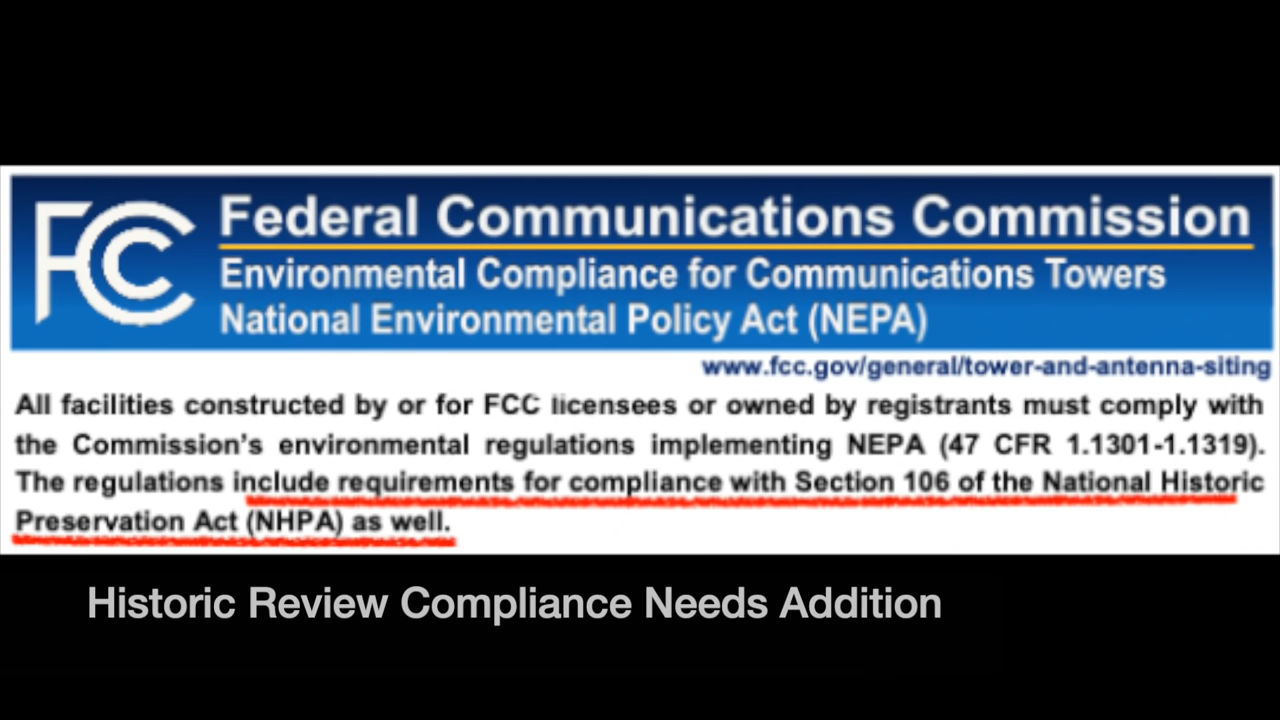 FCC
Federal Communications Commission
Environmental Compliance for Communications Towers
National Environmental Policy Act (NEPA)
www.fcc.gov/general/tower-and-antenna-siting
All facilities constructed by or for FCC licensees or owned by registrants must comply with
the Commission's environmental regulations implementing NEPA (47 CFR 1.1301-1.1319).
The regulations include requirements for compliance with Section 106 of the National Historic
Preservation Act (NHPA) as well.
Historic Review Compliance Needs Addition